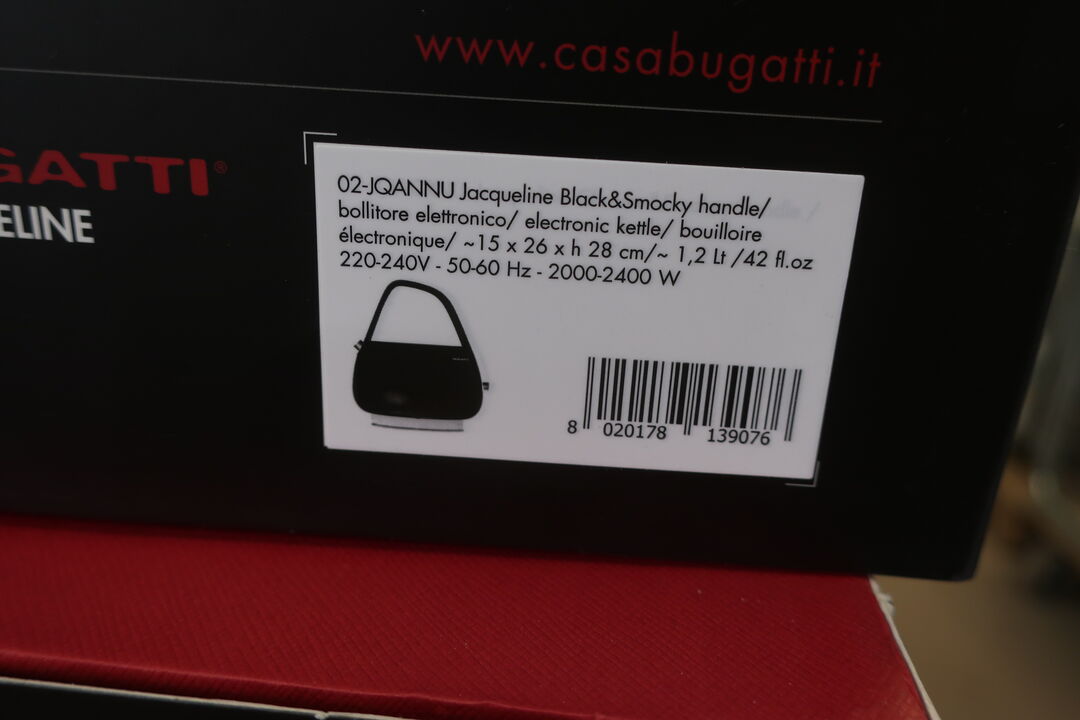 www.casabugatti.it
GATTI®
ELINE
02-JQANNU Jacqueline Black&Smocky handle/
bollitore elettronico/ electronic kettle/ bouilloire
électronique/ ~15 x 26 x h 28 cm/~ 1,2 Lt /42 fl.oz
220-240V - 50-60 Hz - 2000-2400 W
8 020178 139076